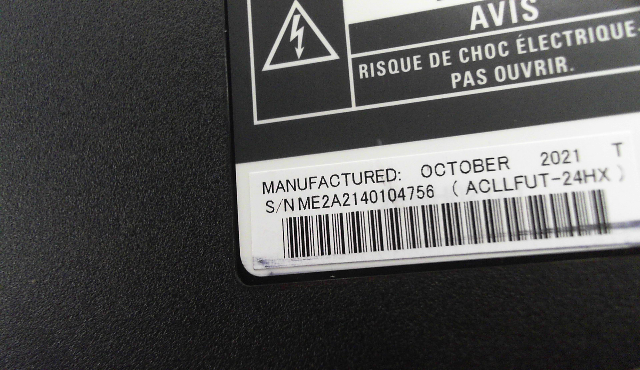 AVIS
RISQUE DE CHOC ÉLECTRIQUE-
PAS OUVRIR.
MANUFACTURED: OCTOBER 2021 T
S/N ME2A2140104756 ( ACLLFUT-24HX )